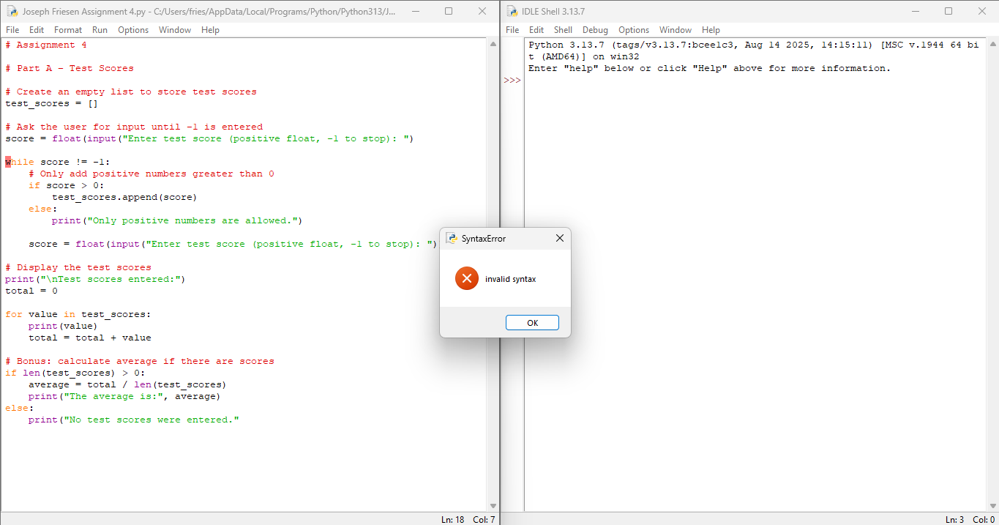 Joseph Friesen Assignment 4.py - C:/Users/fries/AppData/Local/Programs/Python/Python313/J...
File Edit Format Run Options Window Help
# Assignment 4
# Part A - Test Scores
# Create an empty list to store test scores
test_scores = []
# Ask the user for input until -1 is entered
score = float(input("Enter test score (positive float, -1 to stop): ")
while score != -1:
    # Only add positive numbers greater than 0
    if score > 0:
        test_scores.append(score)
    else:
        print("Only positive numbers are allowed.")
    score = float(input("Enter test score (positive float, -1 to stop): ")
# Display the test scores
print("\nTest scores entered:")
total = 0
for value in test_scores:
    print(value)
    total = total + value
# Bonus: calculate average if there are scores
if len(test_scores) > 0:
    average = total / len(test_scores)
    print("The average is:", average)
else:
    print("No test scores were entered."
Ln: 18 Col: 7
IDLE Shell 3.13.7
File Edit Shell Debug Options Window Help
Python 3.13.7 (tags/v3.13.7:bcee1c3, Aug 14 2025, 14:15:11) [MSC v.1944 64 bi
t (AMD64)] on win32
Enter "help" below or click "Help" above for more information.
>>>
Ln: 3 Col: 0
SyntaxError
invalid syntax
OK